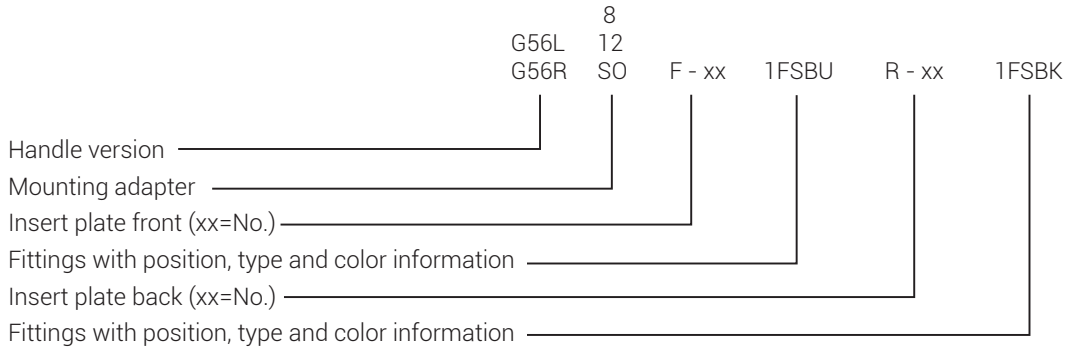 8
G56L 12
G56R SO F - xx 1FSBU R - xx 1FSBK
Handle version
Mounting adapter
Insert plate front (xx=No.)
Fittings with position, type and color information
Insert plate back (xx=No.)
Fittings with position, type and color information